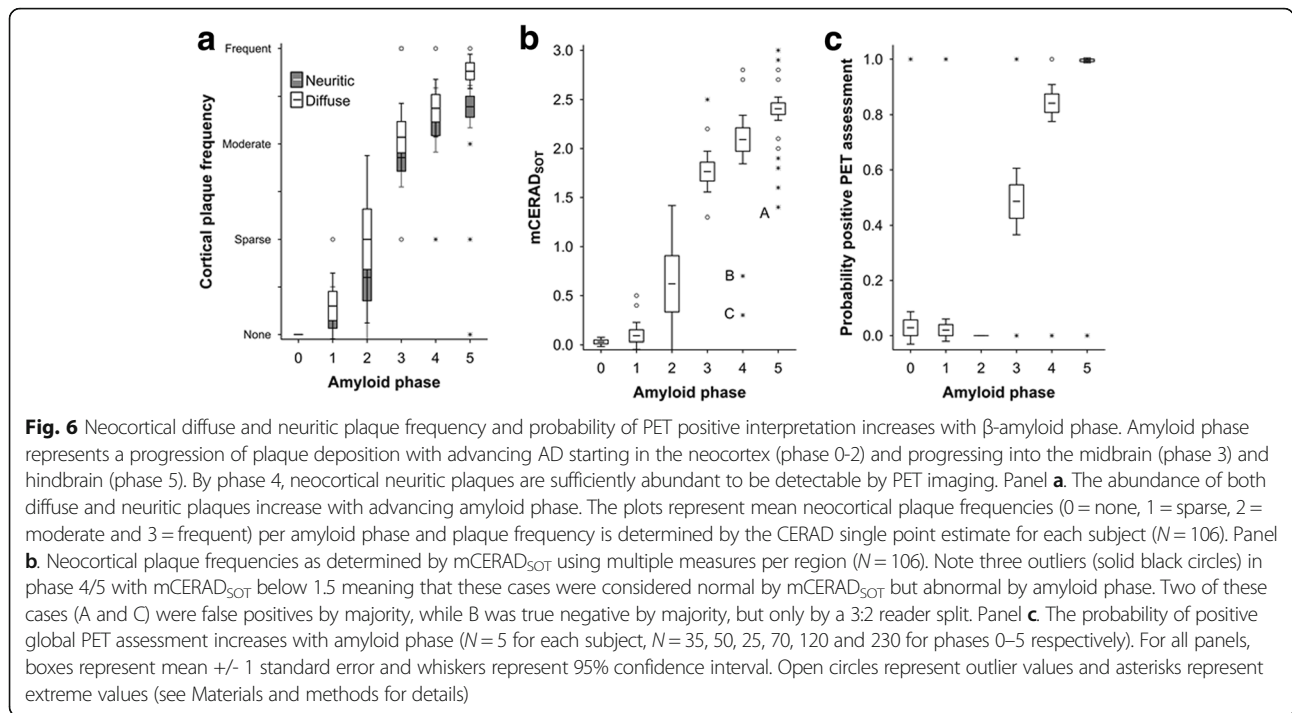 a
Frequent
Moderate
Sparse
None
Cortical plaque frequency
Neuritic
Diffuse
0 1 2 3 4 5
Amyloid phase
b
3.0
2.5
2.0
1.5
1.0
0.5
0.0
mCERADSOT
A
B
C
0 1 2 3 4 5
Amyloid phase
c
1.0
0.8
0.6
0.4
0.2
0.0
Probability positive PET assessment
0 1 2 3 4 5
Amyloid phase
Fig. 6 Neocortical diffuse and neuritic plaque frequency and probability of PET positive interpretation increases with β-amyloid phase. Amyloid phase
represents a progression of plaque deposition with advancing AD starting in the neocortex (phase 0-2) and progressing into the midbrain (phase 3) and
hindbrain (phase 5). By phase 4, neocortical neuritic plaques are sufficiently abundant to be detectable by PET imaging. Panel a. The abundance of both
diffuse and neuritic plaques increase with advancing amyloid phase. The plots represent mean neocortical plaque frequencies (0 = none, 1 = sparse, 2 =
moderate and 3 = frequent) per amyloid phase and plaque frequency is determined by the CERAD single point estimate for each subject (N = 106). Panel
b. Neocortical plaque frequencies as determined by mCERADSOT using multiple measures per region (N = 106). Note three outliers (solid black circles) in
phase 4/5 with mCERADSOT below 1.5 meaning that these cases were considered normal by mCERADSOT but abnormal by amyloid phase. Two of these
cases (A and C) were false positives by majority, while B was true negative by majority, but only by a 3:2 reader split. Panel c. The probability of positive
global PET assessment increases with amyloid phase (N = 5 for each subject, N = 35, 50, 25, 70, 120 and 230 for phases 0–5 respectively). For all panels,
boxes represent mean +/- 1 standard error and whiskers represent 95% confidence interval. Open circles represent outlier values and asterisks represent
extreme values (see Materials and methods for details)